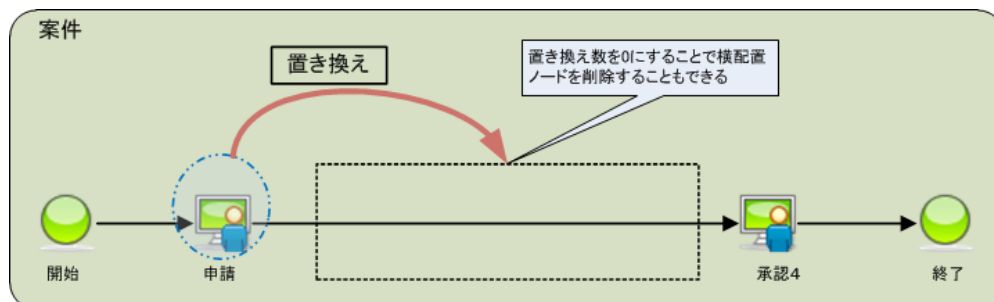 案件
置き換え
置き換え数を0にすることで横配置
ノードを削除することもできる
開始
申請
承認4
終了